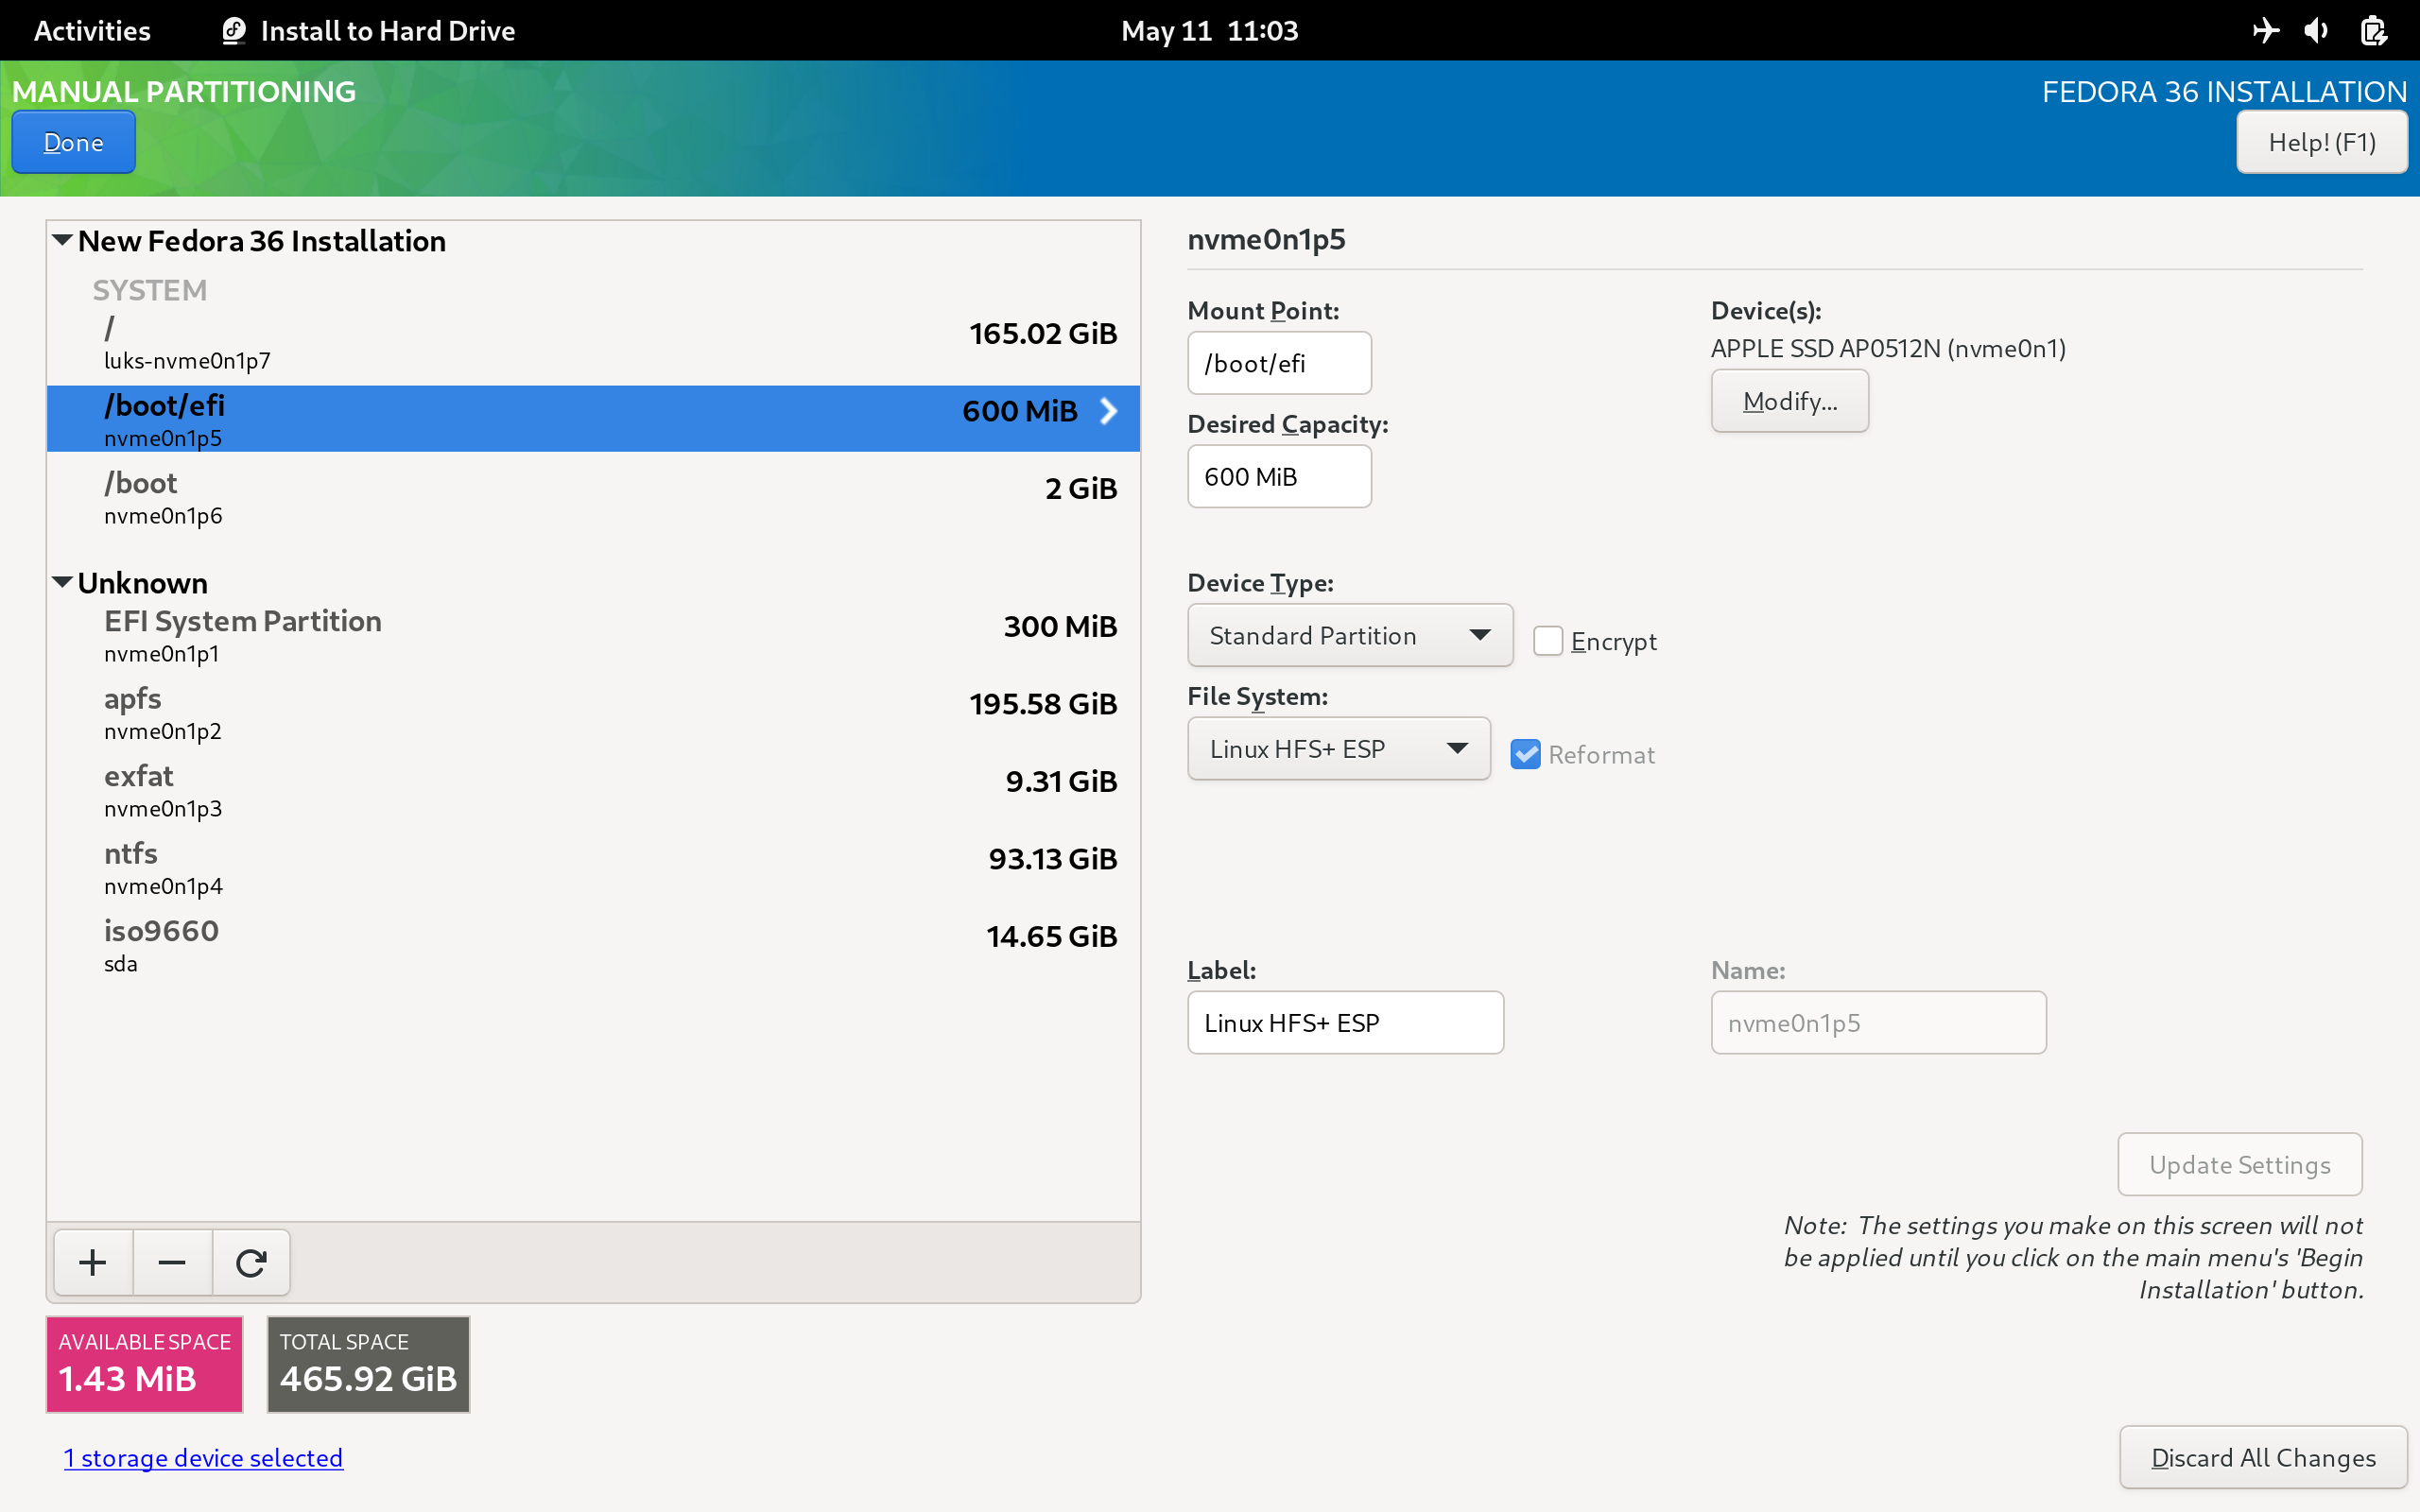 Activities
Install to Hard Drive
May 11 11:03
MANUAL PARTITIONING
FEDORA 36 INSTALLATION
Done
Help! (F1)
New Fedora 36 Installation
SYSTEM
/
165.02 GiB
luks-nvme0n1p7
/boot/efi
600 MiB
nvme0n1p5
/boot
2 GiB
nvme0n1p6
Unknown
EFI System Partition
300 MiB
nvme0n1p1
apfs
195.58 GiB
nvme0n1p2
exfat
9.31 GiB
nvme0n1p3
ntfs
93.13 GiB
nvme0n1p4
iso9660
14.65 GiB
sda
AVAILABLE SPACE
1.43 MiB
TOTAL SPACE
465.92 GiB
1 storage device selected
nvme0n1p5
Mount Point:
/boot/efi
Device(s):
APPLE SSD AP0512N (nvme0n1)
Modify...
Desired Capacity:
600 MiB
Device Type:
Standard Partition
Encrypt
File System:
Linux HFS+ ESP
Reformat
Label:
Linux HFS+ ESP
Name:
nvme0n1p5
Update Settings
Note: The settings you make on this screen will not
be applied until you click on the main menu's 'Begin
Installation' button.
Discard All Changes